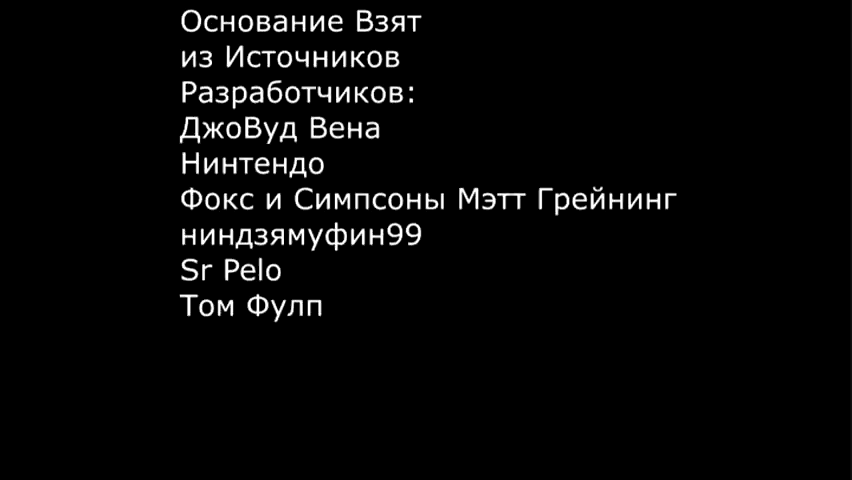 Основание Взят
из Источников
Разработчиков:
ДжоВуд Вена
Нинтендо
Фокс и Симпсоны Мэтт Грейнинг
ниндзямуфин99
Sr Pelo
Том Фулп